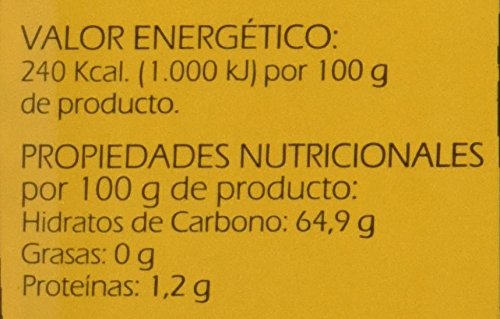 VALOR ENERGÉTICO:
240 Kcal. (1.000 kJ) por 100 g
de producto.
PROPIEDADES NUTRICIONALES
por 100 g de producto:
Hidratos de Carbono: 64,9 g
Grasas: 0 g
Proteínas: 1,2 g